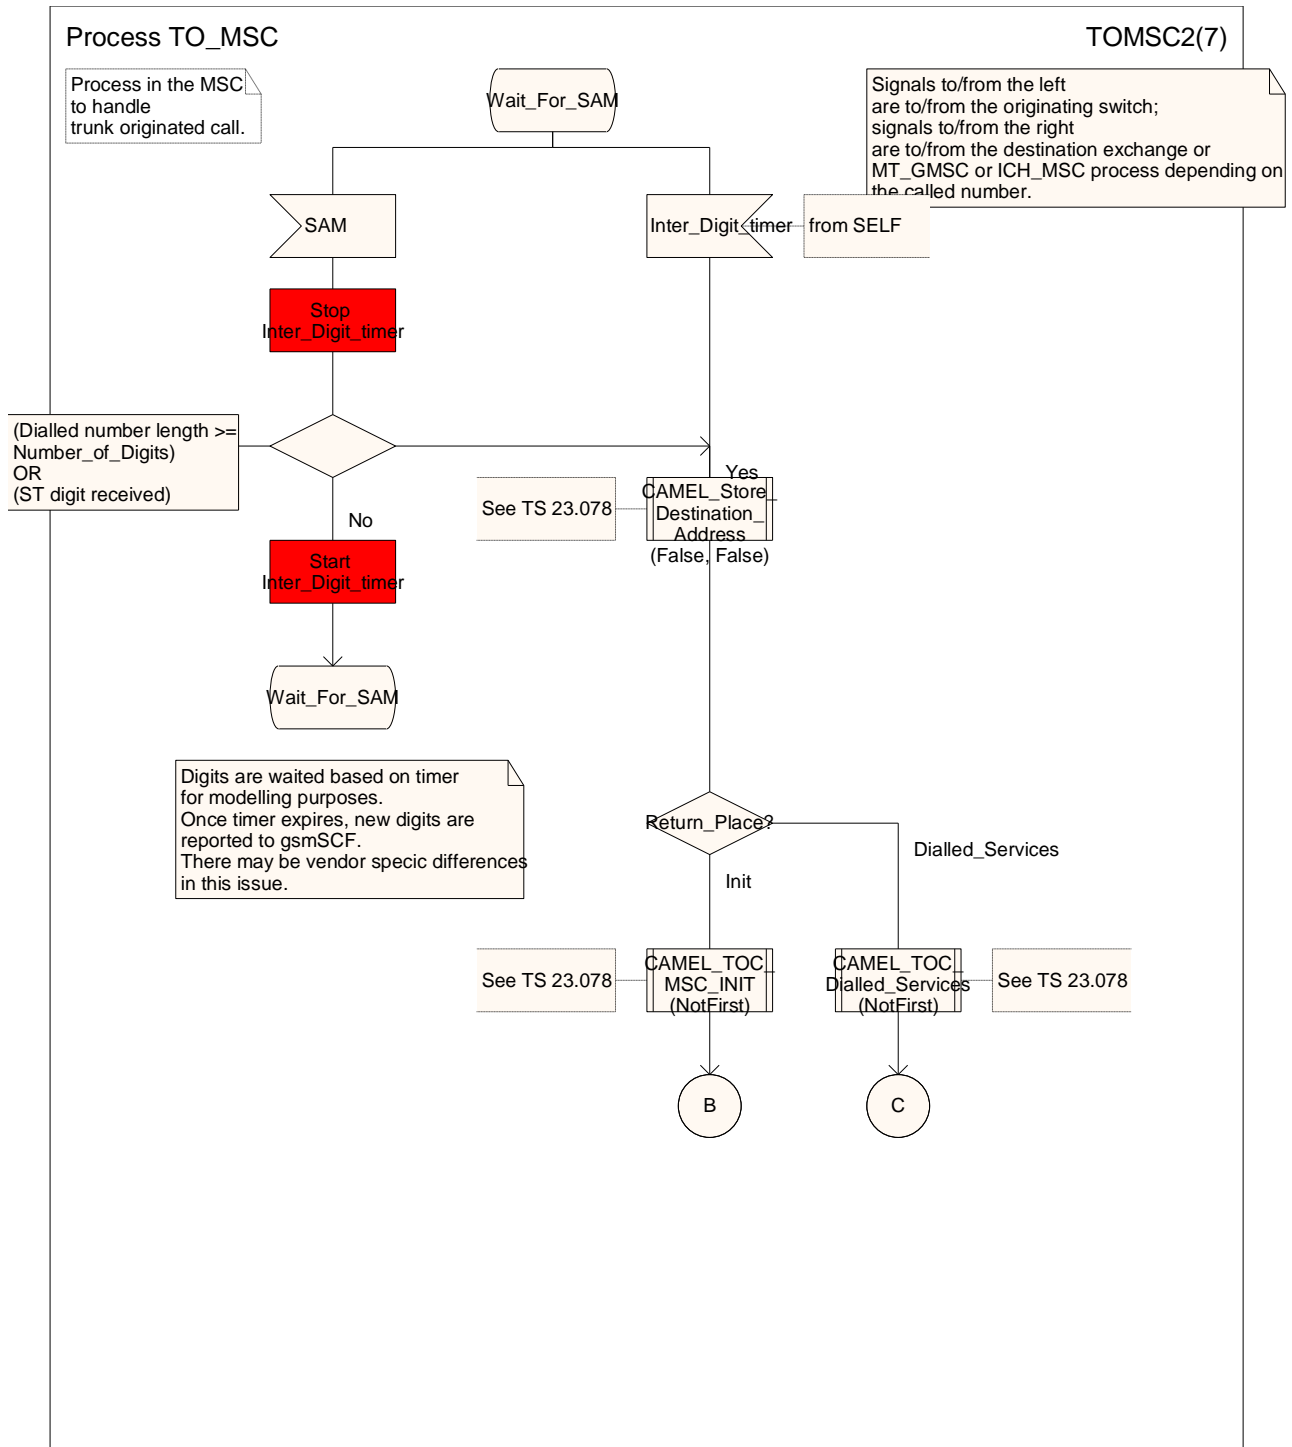 Process TO_MSC
TOMSC2(7)
Process in the MSC
to handle
trunk originated call.
Wait_For_SAM
Signals to/from the left
are to/from the originating switch;
signals to/from the right
are to/from the destination exchange or
MT_GMSC or ICH_MSC process depending on
the called number.
SAM
Inter_Digit_timer
from SELF
Stop
Inter_Digit_timer
(Dialled number length >=
Number_of_Digits)
OR
(ST digit received)
Yes
See TS 23.078
CAMEL_Store_
Destination_
Address
(False, False)
No
Start
Inter_Digit_timer
Wait_For_SAM
Digits are waited based on timer
for modelling purposes.
Once timer expires, new digits are
reported to gsmSCF.
There may be vendor specic differences
in this issue.
Return_Place?
Dialled_Services
Init
See TS 23.078
CAMEL_TOC_
MSC_INIT
(NotFirst)
CAMEL_TOC_
Dialled_Services
(NotFirst)
See TS 23.078
B
C